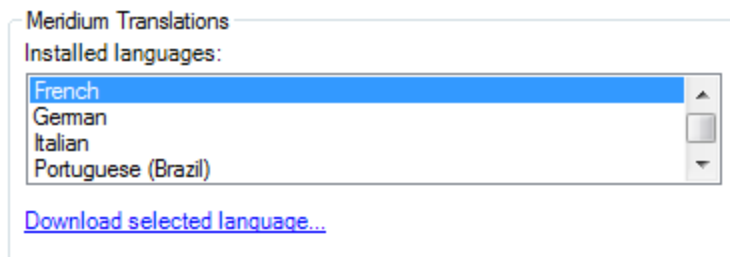 Meridium Translations
Installed languages:
French
German
Italian
Portuguese (Brazil)
Download selected language...